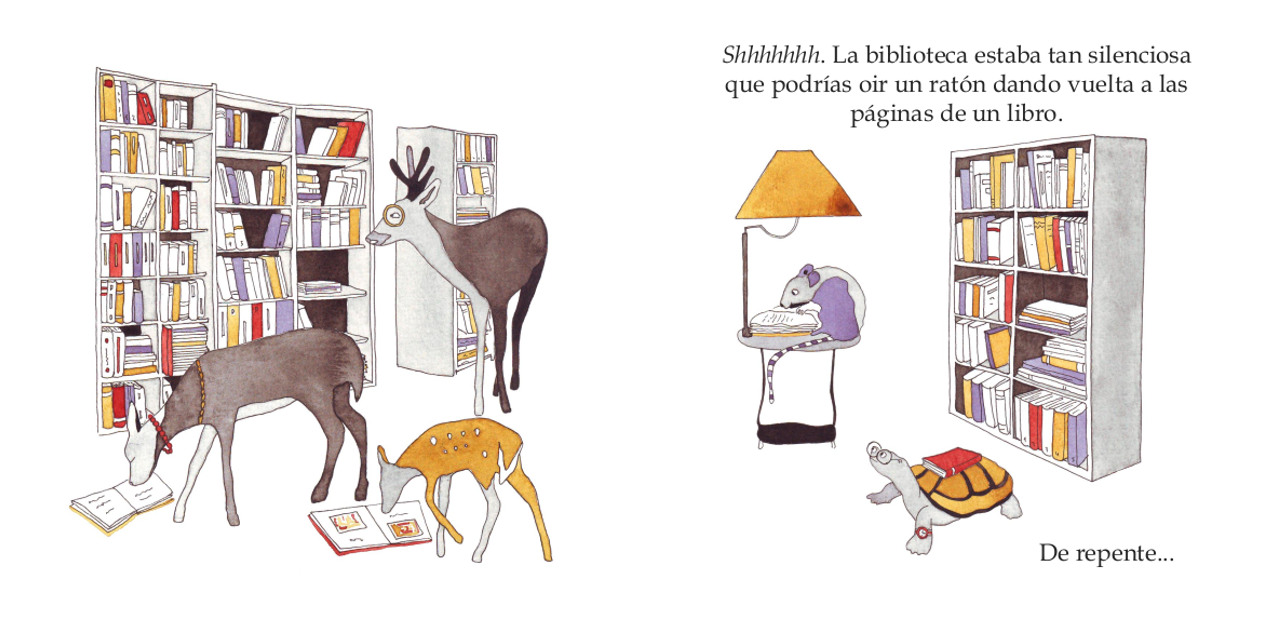 Shhhhhhh. La biblioteca estaba tan silenciosa
que podrías oir un ratón dando vuelta a las
páginas de un libro.
De repente...